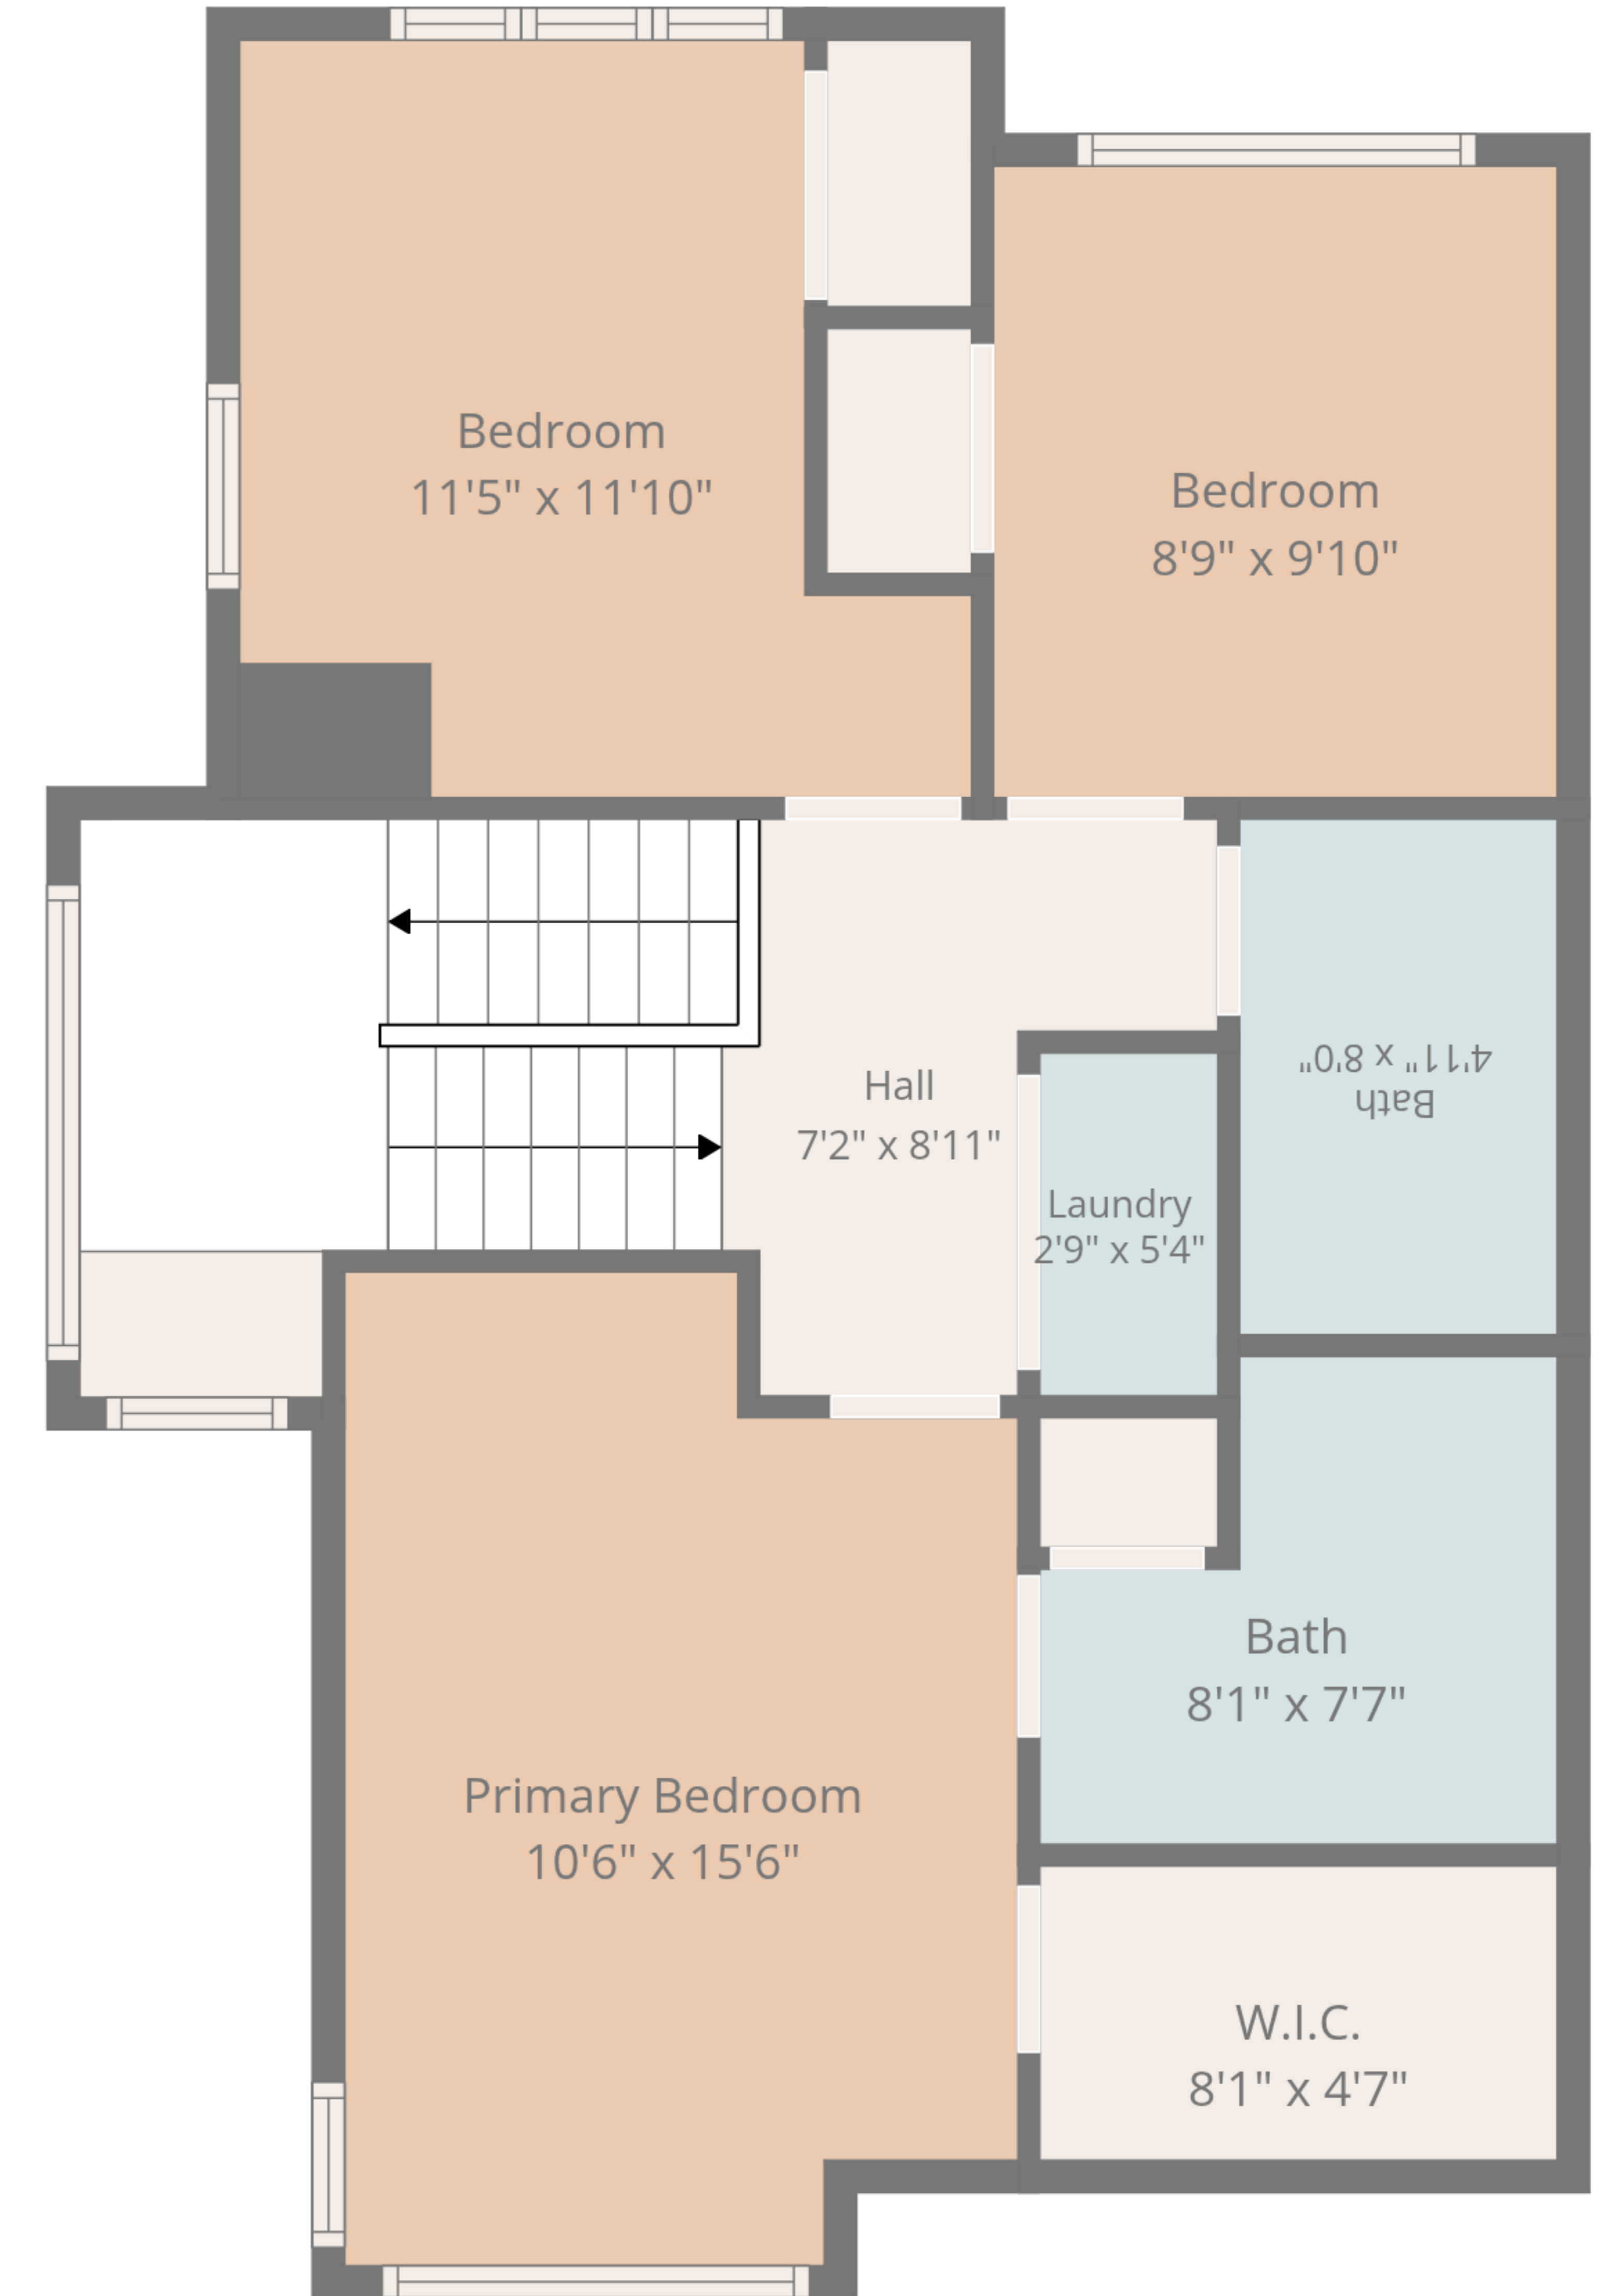 Bedroom
11'5" x 11'10"
Bedroom
8'9" x 9'10"
Hall
7'2" x 8'11"
Bath
4'11" x 8'0"
Laundry
2'9" x 5'4"
Bath
8'1" x 7'7"
Primary Bedroom
10'6" x 15'6"
W.I.C.
8'1" x 4'7"